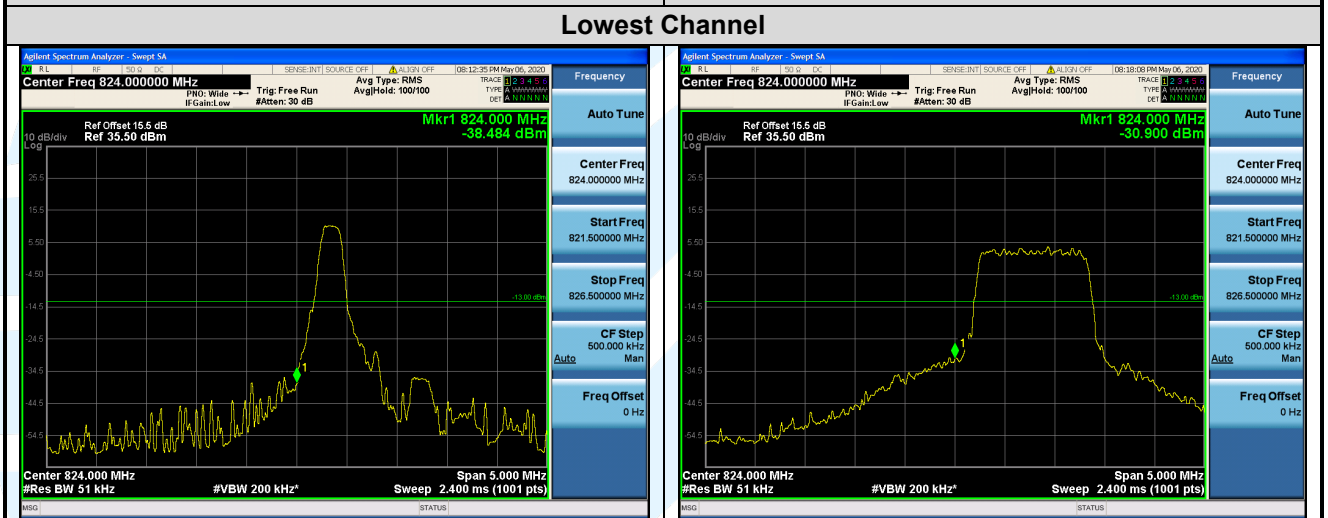 Lowest Channel
Agilent Spectrum Analyzer - Swept SA
RL RF 50 Ω DC SENSE:INT SOURCE OFF ALIGN OFF 08:12:35 PM May 06, 2020
Center Freq 824.000000 MHz
PNO: Wide
IFGain:Low
Trig: Free Run
#Atten: 30 dB
Avg Type: RMS
Avg|Hold: 100/100
TRACE 1 2 3 4 5 6
TYPE A WWWWW
DET A N N N N N
Frequency
Ref Offset 15.5 dB
10 dB/div Ref 35.50 dBm
Log
Mkr1 824.000 MHz
-38.484 dBm
25.5
15.5
5.50
-4.50
-14.5
-24.5
-34.5
-44.5
-54.5
-13.00 dBm
1
Center 824.000 MHz
Span 5.000 MHz
#Res BW 51 kHz
#VBW 200 kHz*
Sweep 2.400 ms (1001 pts)
Auto Tune
Center Freq
824.000000 MHz
Start Freq
821.500000 MHz
Stop Freq
826.500000 MHz
CF Step
500.000 kHz
Auto Man
Freq Offset
0 Hz
MSG STATUS
Agilent Spectrum Analyzer - Swept SA
RL RF 50 Ω DC SENSE:INT SOURCE OFF ALIGN OFF 08:18:08 PM May 06, 2020
Center Freq 824.000000 MHz
PNO: Wide
IFGain:Low
Trig: Free Run
#Atten: 30 dB
Avg Type: RMS
Avg|Hold: 100/100
TRACE 1 2 3 4 5 6
TYPE A WWWWW
DET A N N N N N
Frequency
Ref Offset 15.5 dB
10 dB/div Ref 35.50 dBm
Log
Mkr1 824.000 MHz
-30.900 dBm
25.5
15.5
5.50
-4.50
-14.5
-24.5
-34.5
-44.5
-54.5
-13.00 dBm
1
Center 824.000 MHz
Span 5.000 MHz
#Res BW 51 kHz
#VBW 200 kHz*
Sweep 2.400 ms (1001 pts)
Auto Tune
Center Freq
824.000000 MHz
Start Freq
821.500000 MHz
Stop Freq
826.500000 MHz
CF Step
500.000 kHz
Auto Man
Freq Offset
0 Hz
MSG STATUS